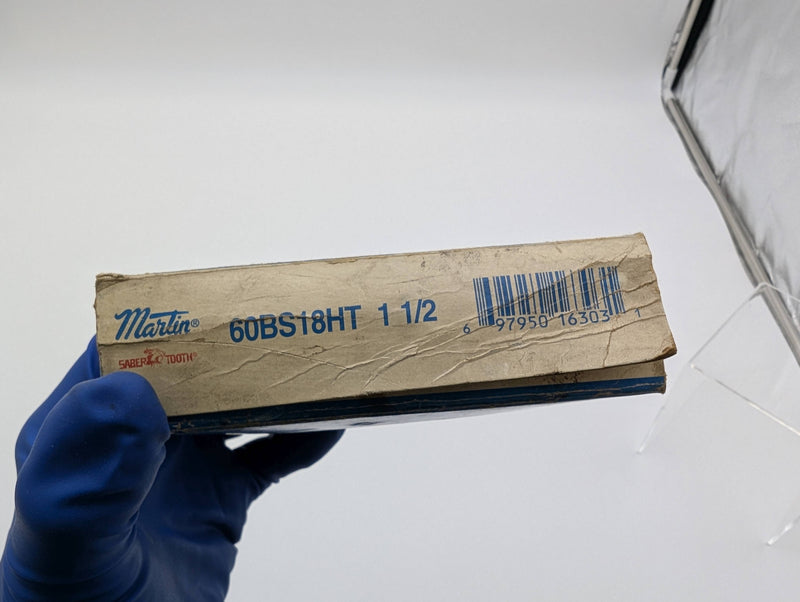 Martin® 60BS18HT 1 1/2
SABER TOOTH®
6 97950 16303 1